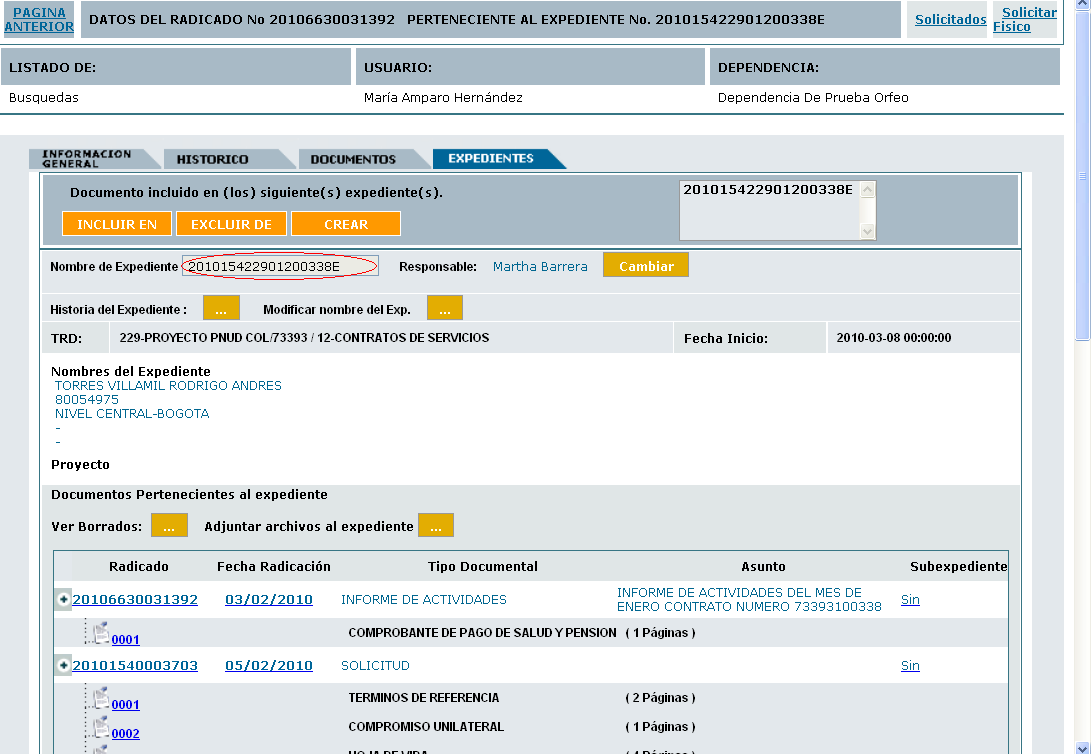 PAGINA ANTERIOR
DATOS DEL RADICADO No 20106630031392 PERTENECIENTE AL EXPEDIENTE No. 201015422901200338E
Solicitados
Solicitar Fisico
LISTADO DE:
USUARIO:
DEPENDENCIA:
Busquedas
María Amparo Hernández
Dependencia De Prueba Orfeo
INFORMACION GENERAL
HISTORICO
DOCUMENTOS
EXPEDIENTES
Documento incluido en (los) siguiente(s) expediente(s).
201015422901200338E
INCLUIR EN
EXCLUIR DE
CREAR
Nombre de Expediente 201015422901200338E Responsable: Martha Barrera Cambiar
Historia del Expediente : ... Modificar nombre del Exp. ...
TRD: 229-PROYECTO PNUD COL/73393 / 12-CONTRATOS DE SERVICIOS Fecha Inicio: 2010-03-08 00:00:00
Nombres del Expediente
TORRES VILLAMIL RODRIGO ANDRES
80054975
NIVEL CENTRAL-BOGOTA
-
-
Proyecto
Documentos Pertenecientes al expediente
Ver Borrados: ... Adjuntar archivos al expediente ...
Radicado Fecha Radicación Tipo Documental Asunto Subexpediente
20106630031392 03/02/2010 INFORME DE ACTIVIDADES INFORME DE ACTIVIDADES DEL MES DE ENERO CONTRATO NUMERO 73393100338 Sin
0001 COMPROBANTE DE PAGO DE SALUD Y PENSION ( 1 Páginas )
20101540003703 05/02/2010 SOLICITUD Sin
0001 TERMINOS DE REFERENCIA ( 2 Páginas )
0002 COMPROMISO UNILATERAL ( 1 Páginas )
HOJA DE VIDA